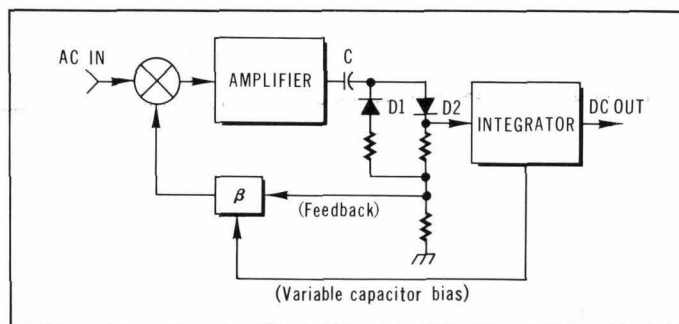 AC IN
AMPLIFIER
C
D1
D2
INTEGRATOR
DC OUT
β
(Feedback)
(Variable capacitor bias)